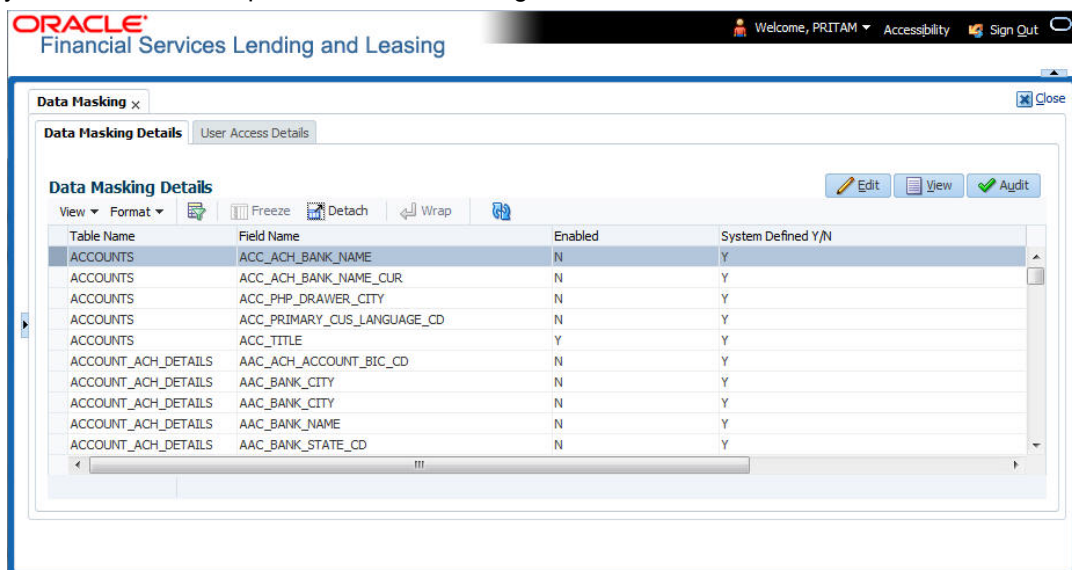 ORACLE
Financial Services Lending and Leasing
Welcome, PRITAM Accessibility Sign Out
Data Masking x
Close
Data Masking Details User Access Details
Data Masking Details
Edit View Audit
View Format Freeze Detach Wrap
Table Name Field Name Enabled System Defined Y/N
ACCOUNTS ACC_ACH_BANK_NAME N Y
ACCOUNTS ACC_ACH_BANK_NAME_CUR N Y
ACCOUNTS ACC_PHP_DRAWER_CITY N Y
ACCOUNTS ACC_PRIMARY_CUS_LANGUAGE_CD N Y
ACCOUNTS ACC_TITLE Y Y
ACCOUNT_ACH_DETAILS AAC_ACH_ACCOUNT_BIC_CD N Y
ACCOUNT_ACH_DETAILS AAC_BANK_CITY N Y
ACCOUNT_ACH_DETAILS AAC_BANK_CITY N Y
ACCOUNT_ACH_DETAILS AAC_BANK_NAME N Y
ACCOUNT_ACH_DETAILS AAC_BANK_STATE_CD N Y